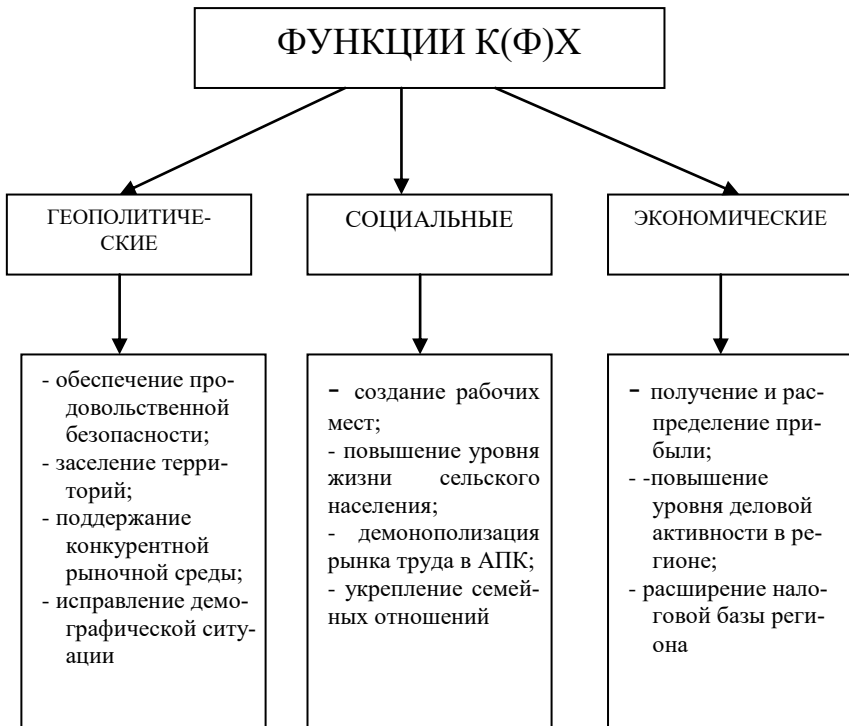 ФУНКЦИИ К(Ф)Х
ГЕОПОЛИТИЧЕ-
СКИЕ
СОЦИАЛЬНЫЕ
ЭКОНОМИЧЕСКИЕ
- обеспечение про-
довольственной
безопасности;
- заселение терри-
торий;
- поддержание
конкурентной
рыночной среды;
- исправление демо-
графической ситу-
ации
- создание рабочих
мест;
- повышение уровня
жизни сельского
населения;
- демонополизация
рынка труда в АПК;
- укрепление семей-
ных отношений
- получение и рас-
пределение при-
были;
- -повышение
уровня деловой
активности в ре-
гионе;
- расширение нало-
говой базы реги-
она